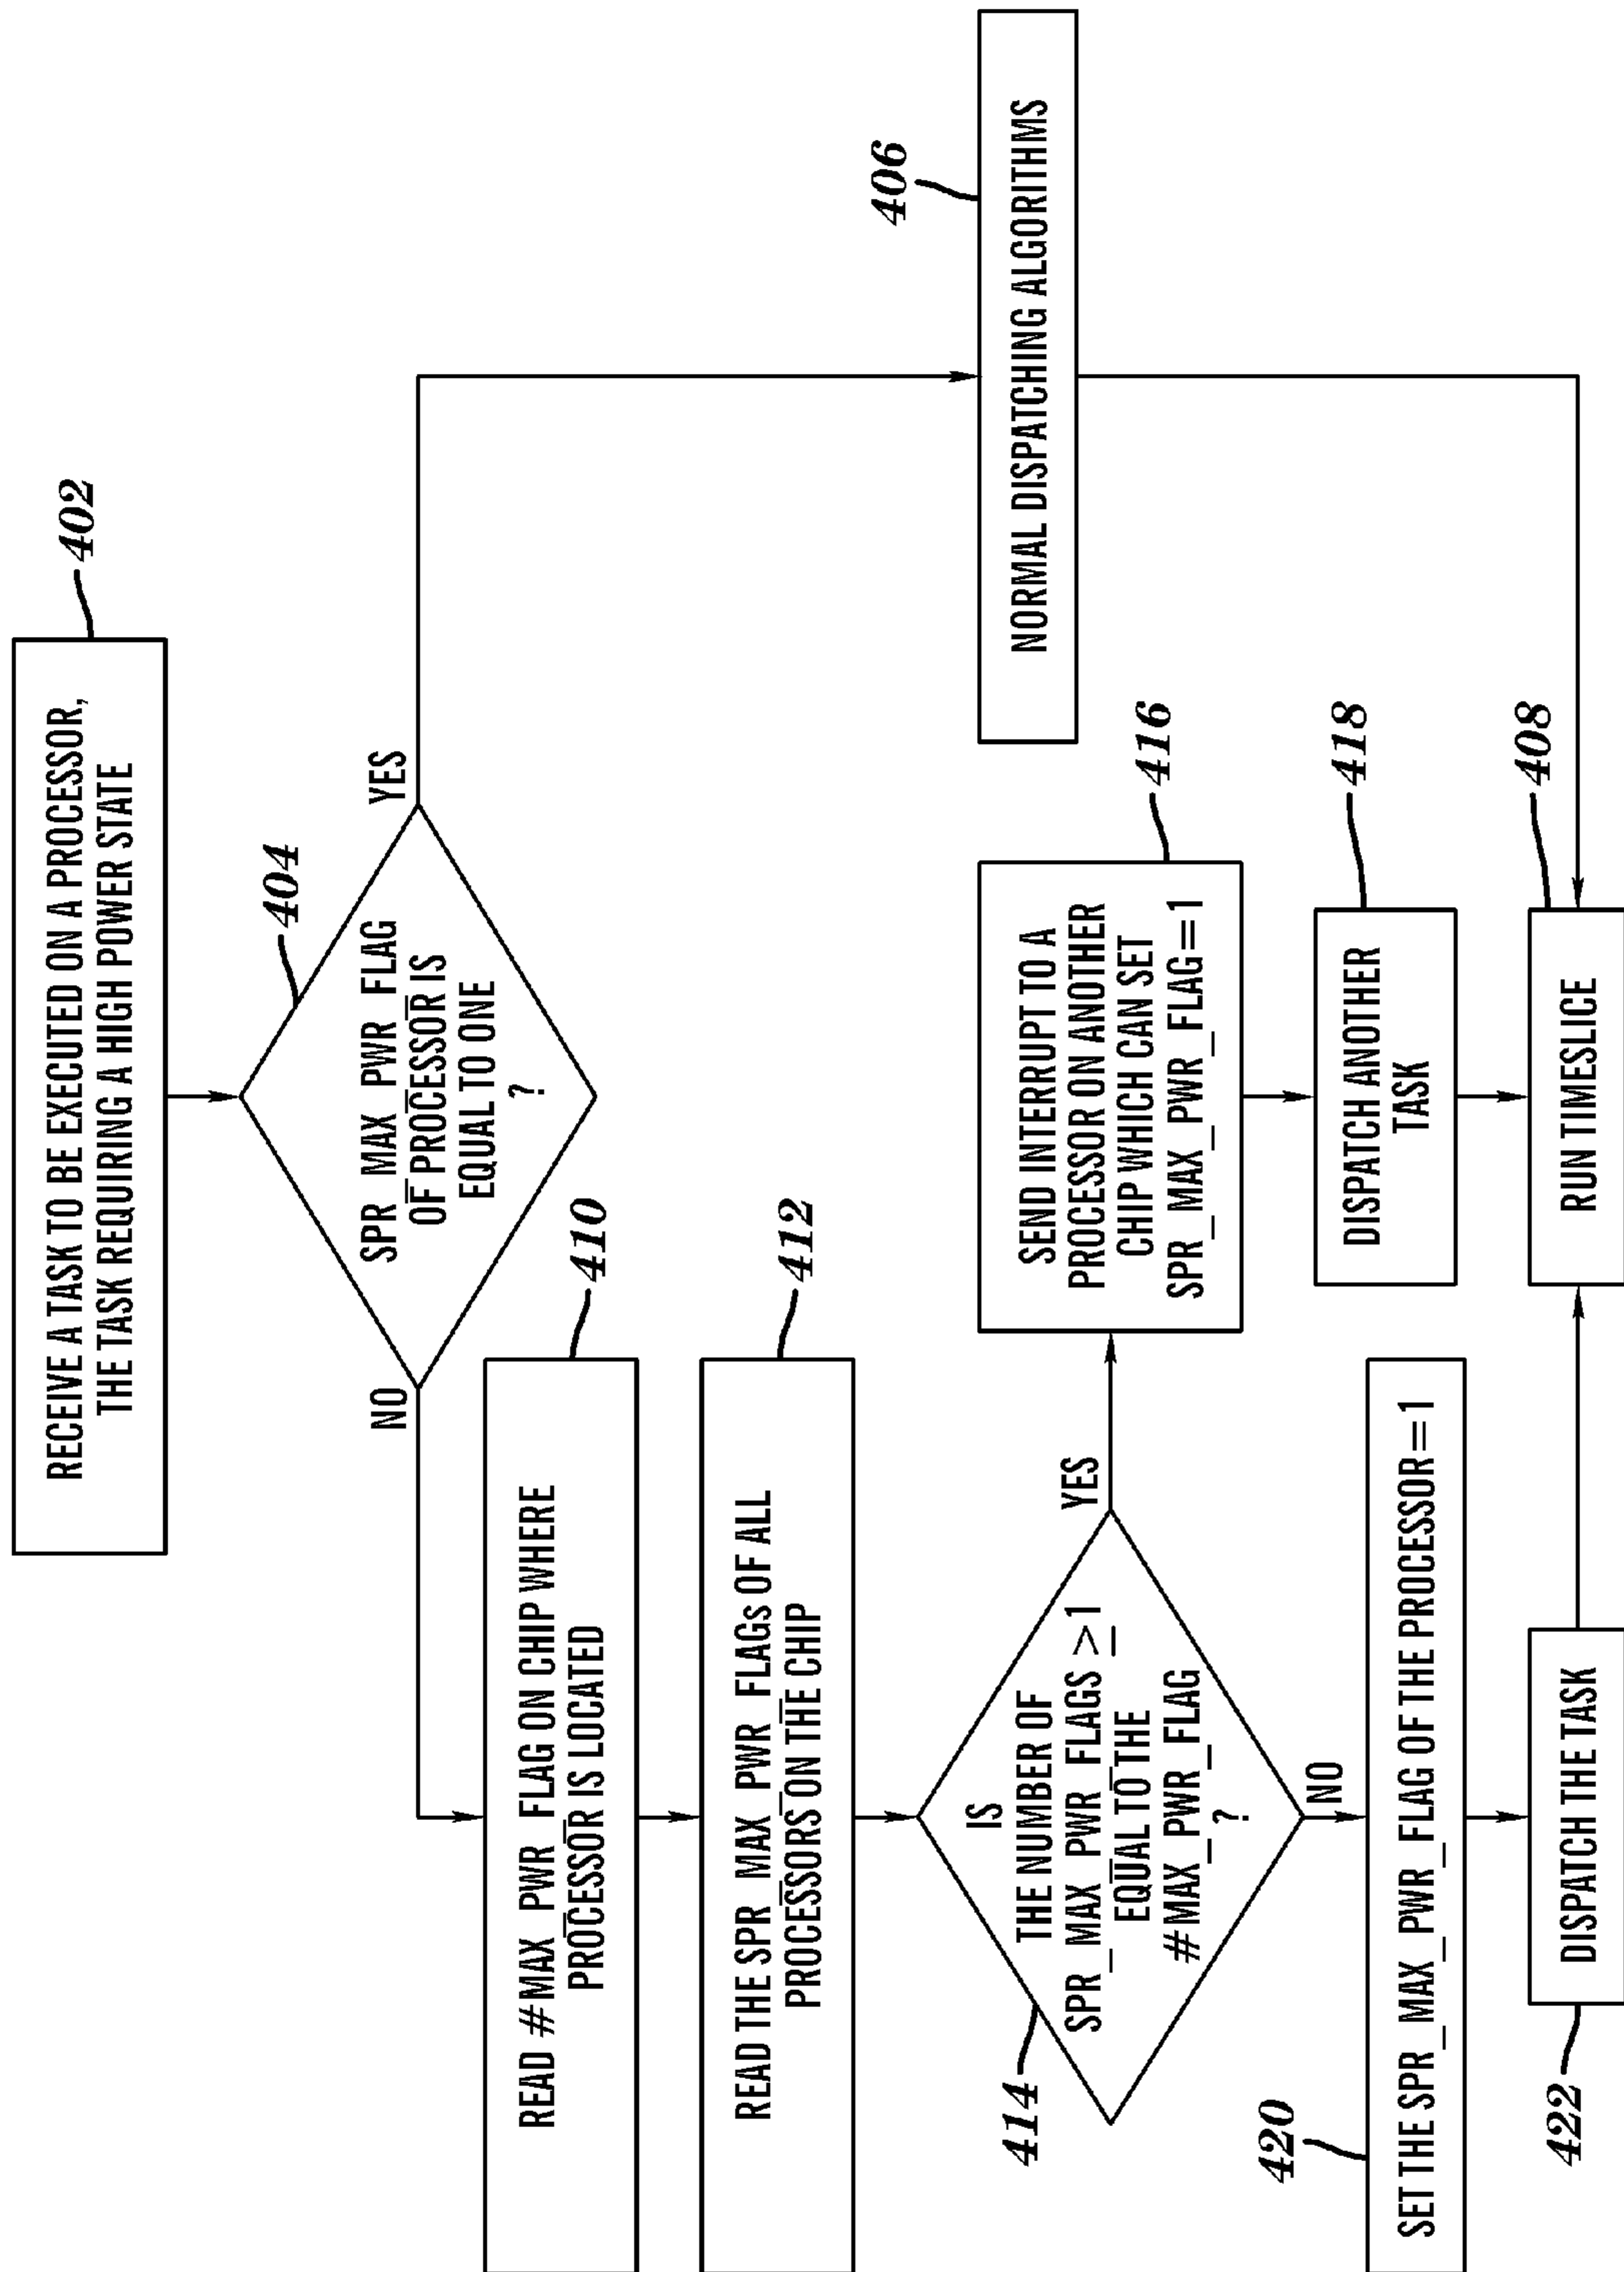 402
RECEIVE A TASK TO BE EXECUTED ON A PROCESSOR,
THE TASK REQUIRING A HIGH POWER STATE
404
SPR_MAX_PWR_FLAG
OF PROCESSOR IS
EQUAL TO ONE
?
YES
NO
410
READ #MAX_PWR_FLAG ON CHIP WHERE
PROCESSOR IS LOCATED
412
READ THE SPR_MAX_PWR_FLAGs OF ALL
PROCESSORS ON THE CHIP
414
IS
THE NUMBER OF
SPR_MAX_PWR_FLAGS ≥1
EQUAL TO THE
#MAX_PWR_FLAG
?
YES
NO
406
NORMAL DISPATCHING ALGORITHMS
416
SEND INTERRUPT TO A
PROCESSOR ON ANOTHER
CHIP WHICH CAN SET
SPR_MAX_PWR_FLAG=1
418
DISPATCH ANOTHER
TASK
420
SET THE SPR_MAX_PWR_FLAG OF THE PROCESSOR=1
422
DISPATCH THE TASK
408
RUN TIMESLICE